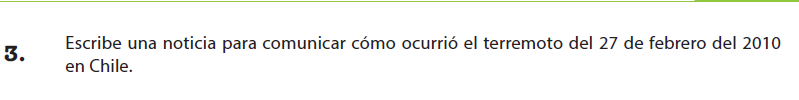 3. Escribe una noticia para comunicar cómo ocurrió el terremoto del 27 de febrero del 2010
en Chile.